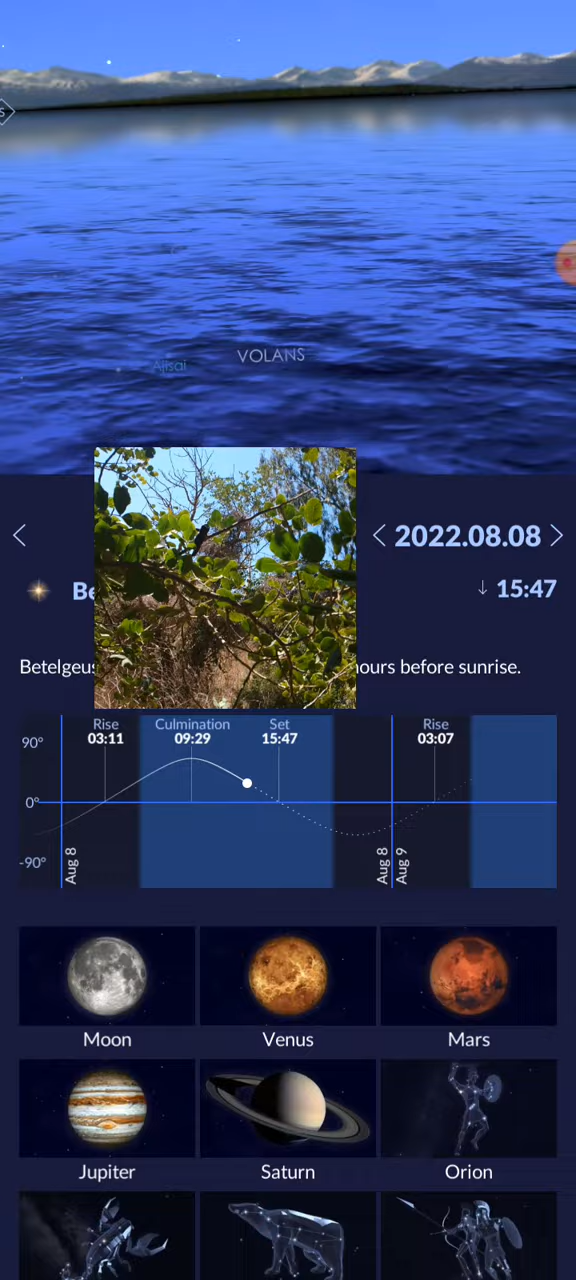 S
VOLANS
Ajisai
2022.08.08
Be
↓ 15:47
Betelgeus
hours before sunrise.
Rise Culmination Set Rise
03:11 09:29 15:47 03:07
90°
0°
-90°
Aug 8
Aug 8
Aug 9
Moon Venus Mars
Jupiter Saturn Orion